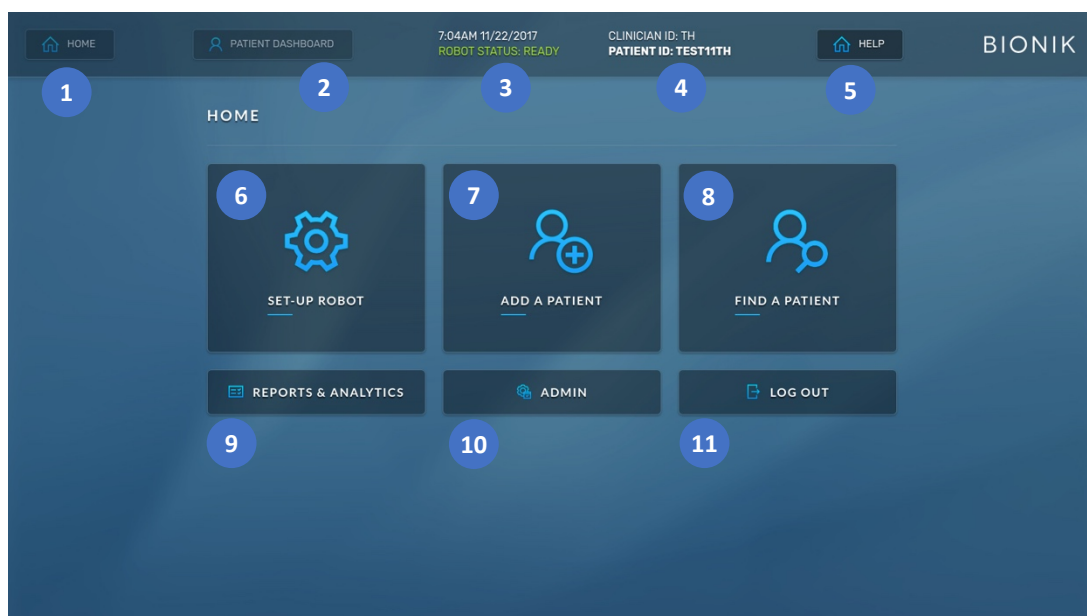 HOME
PATIENT DASHBOARD
7:04AM 11/22/2017
ROBOT STATUS: READY
CLINICIAN ID: TH
PATIENT ID: TEST11TH
HELP
BIONIK
1
2
3
4
5
HOME
6
7
8
SET-UP ROBOT
ADD A PATIENT
FIND A PATIENT
REPORTS & ANALYTICS
ADMIN
LOG OUT
9
10
11